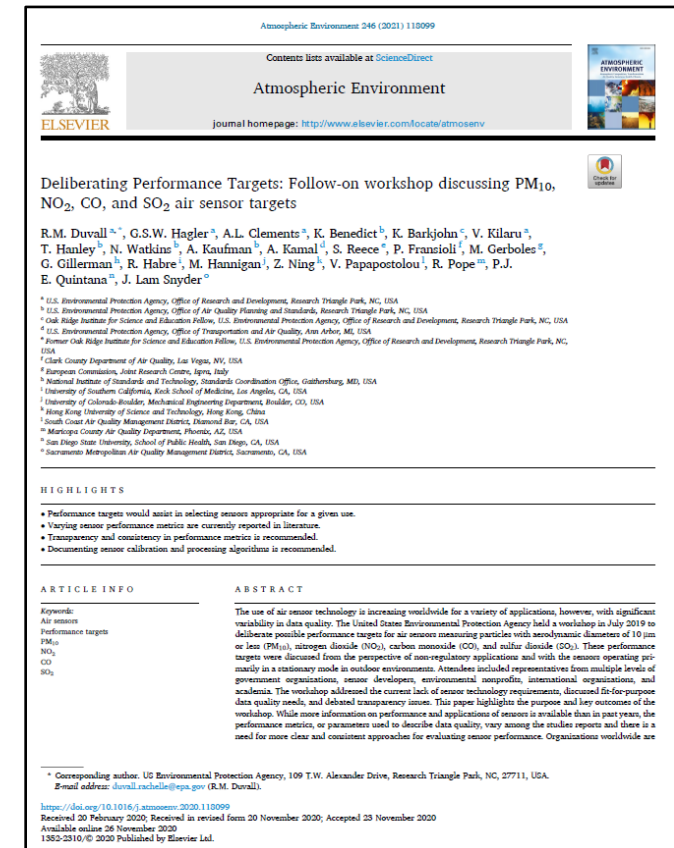 Atmospheric Environment 246 (2021) 118099
Contents lists available at ScienceDirect
Atmospheric Environment
journal homepage: http://www.elsevier.com/locate/atmosenv
ELSEVIER
ATMOSPHERIC
ENVIRONMENT
Check for
updates
Deliberating Performance Targets: Follow-on workshop discussing PM₁₀,
NO₂, CO, and SO₂ air sensor targets
R.M. Duvall a,*, G.S.W. Hagler a, A.L. Clements a, K. Benedict b, K. Barkjohn c, V. Kilaru a,
T. Hanley b, N. Watkins b, A. Kaufman b, A. Kamal d, S. Reece e, P. Fransioli f, M. Gerboles g,
G. Gillerman h, R. Habre i, M. Hannigan j, Z. Ning k, V. Papapostolou l, R. Pope m, P.J.
E. Quintana n, J. Lam Snyder o
a U.S. Environmental Protection Agency, Office of Research and Development, Research Triangle Park, NC, USA
b U.S. Environmental Protection Agency, Office of Air Quality Planning and Standards, Research Triangle Park, NC, USA
c Oak Ridge Institute for Science and Education Fellow, U.S. Environmental Protection Agency, Office of Research and Development, Research Triangle Park, NC, USA
d U.S. Environmental Protection Agency, Office of Transportation and Air Quality, Ann Arbor, MI, USA
e Former Oak Ridge Institute for Science and Education Fellow, U.S. Environmental Protection Agency, Office of Research and Development, Research Triangle Park, NC,
USA
f Clark County Department of Air Quality, Las Vegas, NV, USA
g European Commission, Joint Research Centre, Ispra, Italy
h National Institute of Standards and Technology, Standards Coordination Office, Gaithersburg, MD, USA
i University of Southern California, Keck School of Medicine, Los Angeles, CA, USA
j University of Colorado-Boulder, Mechanical Engineering Department, Boulder, CO, USA
k Hong Kong University of Science and Technology, Hong Kong, China
l South Coast Air Quality Management District, Diamond Bar, CA, USA
m Maricopa County Air Quality Department, Phoenix, AZ, USA
n San Diego State University, School of Public Health, San Diego, CA, USA
o Sacramento Metropolitan Air Quality Management District, Sacramento, CA, USA
HIGHLIGHTS
• Performance targets would assist in selecting sensors appropriate for a given use.
• Varying sensor performance metrics are currently reported in literature.
• Transparency and consistency in performance metrics is recommended.
• Documenting sensor calibration and processing algorithms is recommended.
ARTICLE INFO
Keywords:
Air sensors
Performance targets
PM₁₀
NO₂
CO
SO₂
ABSTRACT
The use of air sensor technology is increasing worldwide for a variety of applications, however, with significant
variability in data quality. The United States Environmental Protection Agency held a workshop in July 2019 to
deliberate possible performance targets for air sensors measuring particles with aerodynamic diameters of 10 μm
or less (PM₁₀), nitrogen dioxide (NO₂), carbon monoxide (CO), and sulfur dioxide (SO₂). These performance
targets were discussed from the perspective of non-regulatory applications and with the sensors operating pri-
marily in a stationary mode in outdoor environments. Attendees included representatives from multiple levels of
government organizations, sensor developers, environmental nonprofits, international organizations, and
academia. The workshop addressed the current lack of sensor technology requirements, discussed fit-for-purpose
data quality needs, and debated transparency issues. This paper highlights the purpose and key outcomes of the
workshop. While more information on performance and applications of sensors is available than in past years, the
performance metrics, or parameters used to describe data quality, vary among the studies reports and there is a
need for more clear and consistent approaches for evaluating sensor performance. Organizations worldwide are
* Corresponding author. US Environmental Protection Agency, 109 T.W. Alexander Drive, Research Triangle Park, NC, 27711, USA.
E-mail address: duvall.rachelle@epa.gov (R.M. Duvall).
https://doi.org/10.1016/j.atmosenv.2020.118099
Received 20 February 2020; Received in revised form 20 November 2020; Accepted 23 November 2020
Available online 26 November 2020
1352-2310/© 2020 Published by Elsevier Ltd.